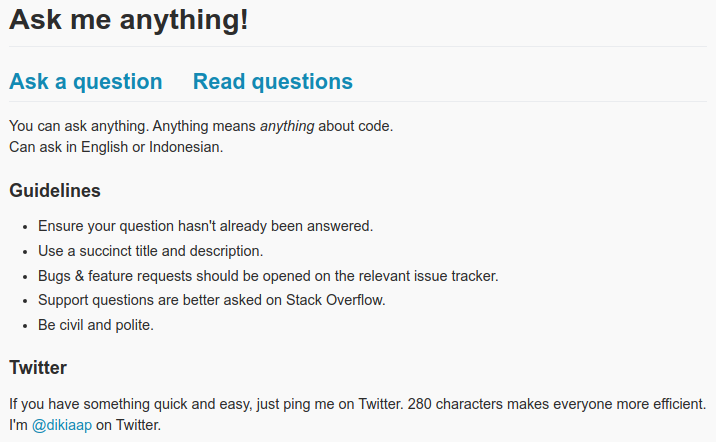 Ask me anything!
Ask a question Read questions
You can ask anything. Anything means anything about code.
Can ask in English or Indonesian.
Guidelines
• Ensure your question hasn't already been answered.
• Use a succinct title and description.
• Bugs & feature requests should be opened on the relevant issue tracker.
• Support questions are better asked on Stack Overflow.
• Be civil and polite.
Twitter
If you have something quick and easy, just ping me on Twitter. 280 characters makes everyone more efficient.
I'm @dikiaap on Twitter.